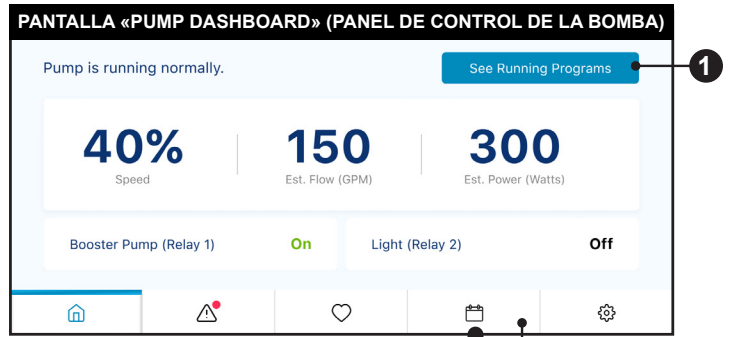 PANTALLA «PUMP DASHBOARD» (PANEL DE CONTROL DE LA BOMBA)
Pump is running normally.
See Running Programs
1
40%
150
300
Speed
Est. Flow (GPM)
Est. Power (Watts)
Booster Pump (Relay 1)
On
Light (Relay 2)
Off